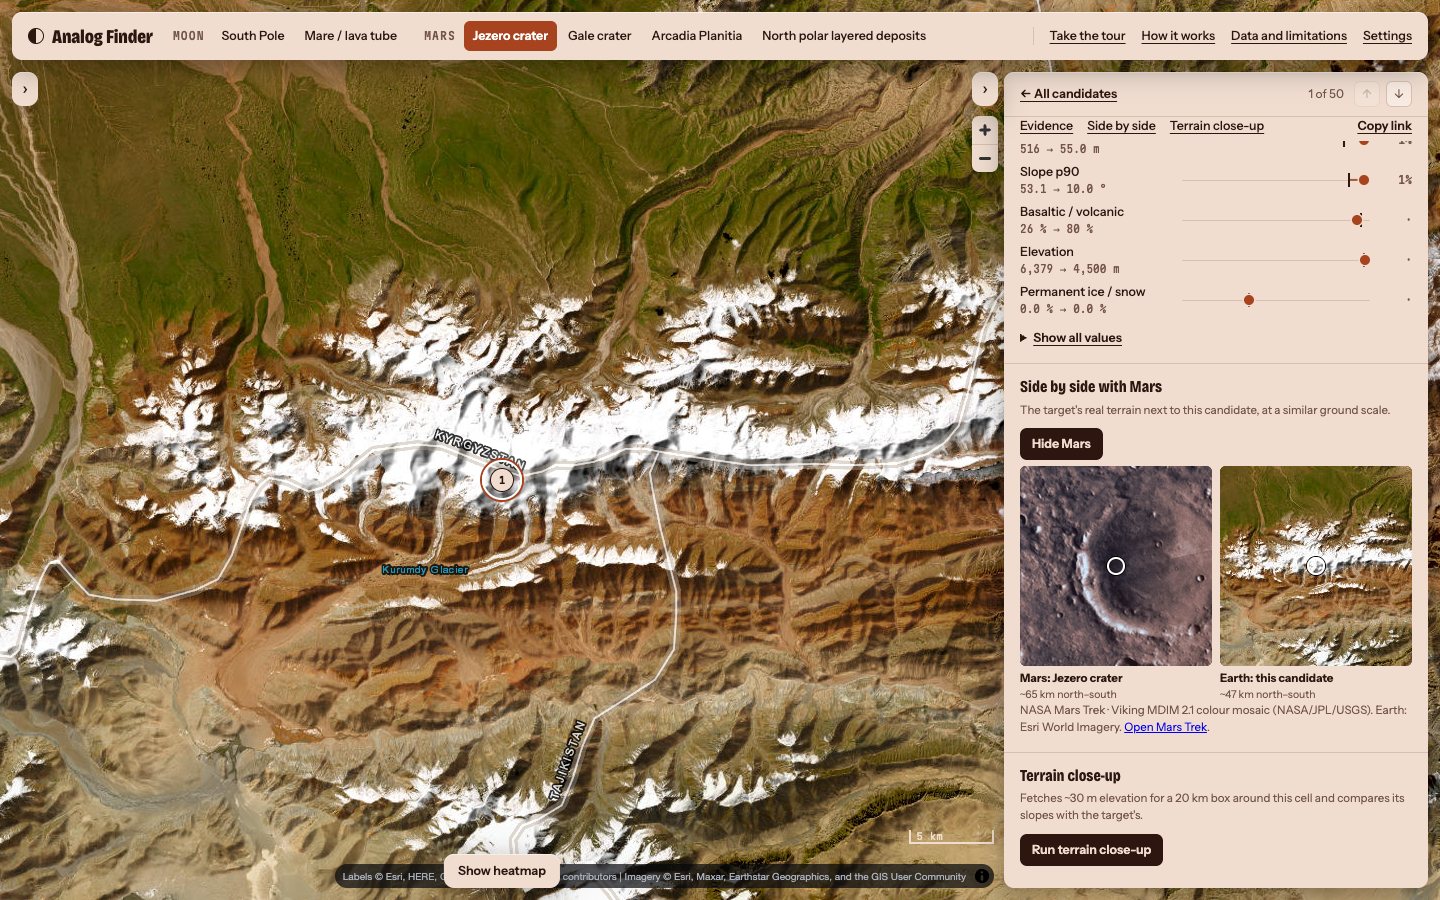 Analog Finder MOON South Pole Mare / lava tube MARS Jezero crater Gale crater Arcadia Planitia North polar layered deposits Take the tour How it works Data and limitations Settings
← All candidates 1 of 50 ↑ ↓
Evidence Side by side Terrain close-up Copy link
516 → 55.0 m
Slope p90
53.1 → 10.0 ° 1%
Basaltic / volcanic
26 % → 80 %
Elevation
6,379 → 4,500 m
Permanent ice / snow
0.0 % → 0.0 %
Show all values
Side by side with Mars
The target's real terrain next to this candidate, at a similar ground scale.
Hide Mars
Mars: Jezero crater
~65 km north–south
Earth: this candidate
~47 km north–south
NASA Mars Trek · Viking MDIM 2.1 colour mosaic (NASA/JPL/USGS). Earth:
Esri World Imagery. Open Mars Trek.
Terrain close-up
Fetches ~30 m elevation for a 20 km box around this cell and compares its
slopes with the target's.
Run terrain close-up
KYRGYZSTAN
1
Kurumdy Glacier
TAJIKISTAN
5 km
Show heatmap
Labels © Esri, HERE, contributors | Imagery © Esri, Maxar, Earthstar Geographics, and the GIS User Community